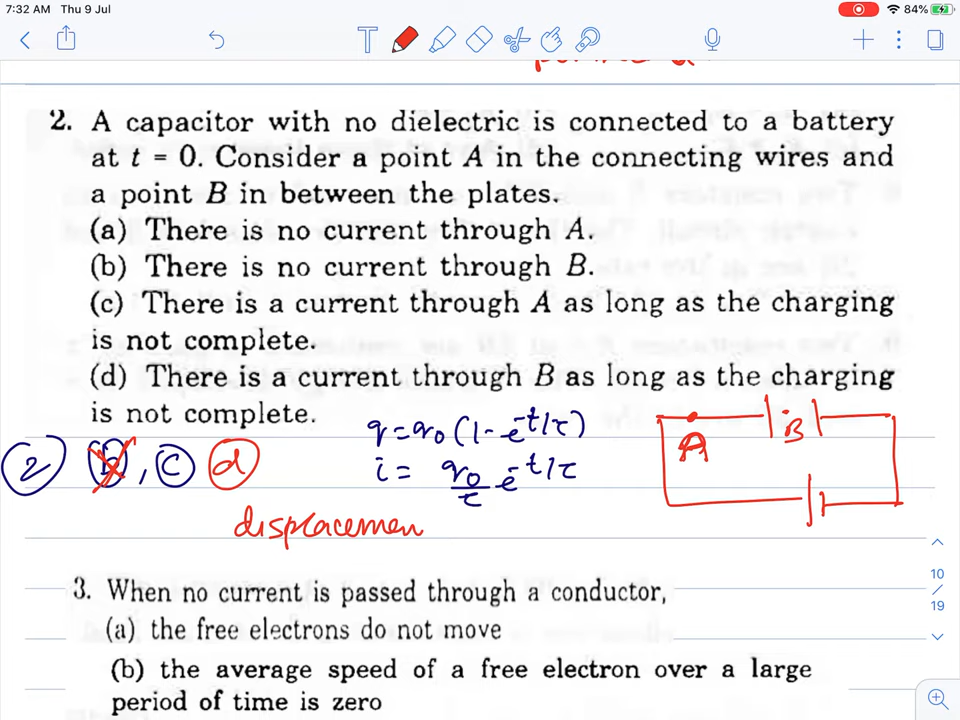 7:32 AM Thu 9 Jul
84%
T
2. A capacitor with no dielectric is connected to a battery
at t = 0. Consider a point A in the connecting wires and
a point B in between the plates.
(a) There is no current through A.
(b) There is no current through B.
(c) There is a current through A as long as the charging
is not complete.
(d) There is a current through B as long as the charging
is not complete.
q = q₀ (1 - e^-t/τ)
A
B
2 b, c d
i = q₀/τ e^-t/τ
displacemen
3. When no current is passed through a conductor,
(a) the free electrons do not move
(b) the average speed of a free electron over a large
period of time is zero
10
/
19